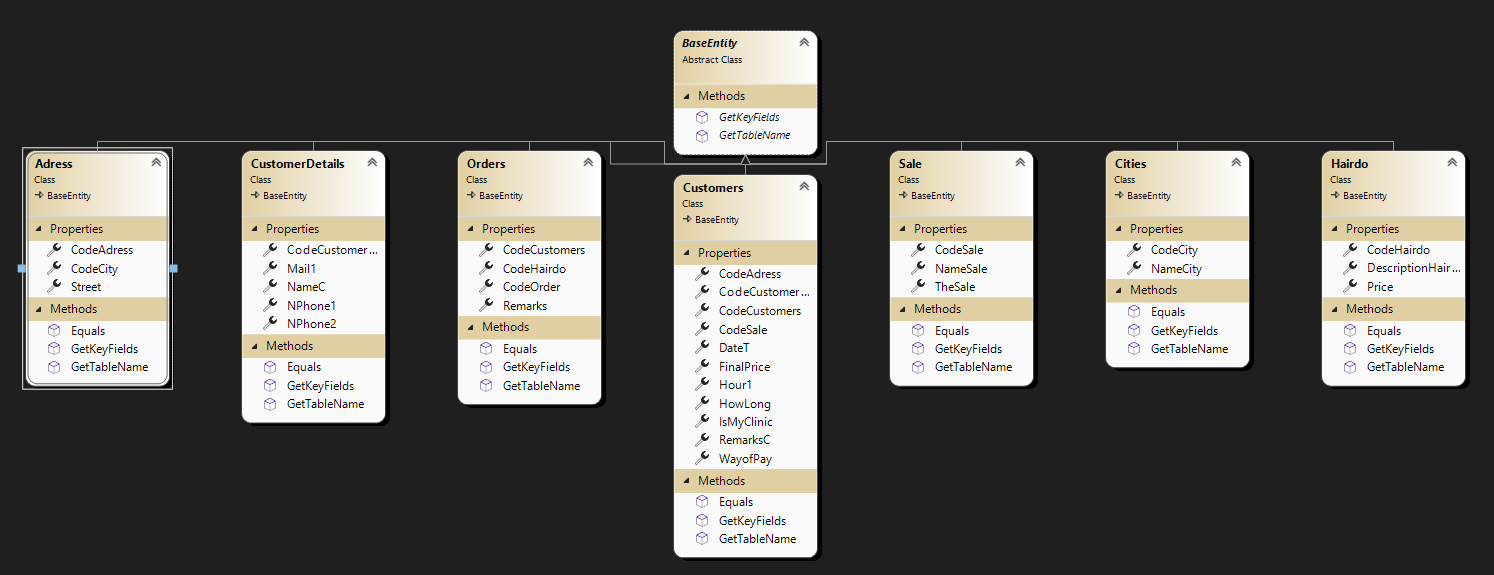 BaseEntity
Abstract Class
Methods
GetKeyFields
GetTableName
Adress
Class
BaseEntity
Properties
CodeAdress
CodeCity
Street
Methods
Equals
GetKeyFields
GetTableName
CustomerDetails
Class
BaseEntity
Properties
CodeCustomer...
Mail1
NameC
NPhone1
NPhone2
Methods
Equals
GetKeyFields
GetTableName
Orders
Class
BaseEntity
Properties
CodeCustomers
CodeHairdo
CodeOrder
Remarks
Methods
Equals
GetKeyFields
GetTableName
Customers
Class
BaseEntity
Properties
CodeAdress
CodeCustomer...
CodeCustomers
CodeSale
DateT
FinalPrice
Hour1
HowLong
IsMyClinic
RemarksC
WayofPay
Methods
Equals
GetKeyFields
GetTableName
Sale
Class
BaseEntity
Properties
CodeSale
NameSale
TheSale
Methods
Equals
GetKeyFields
GetTableName
Cities
Class
BaseEntity
Properties
CodeCity
NameCity
Methods
Equals
GetKeyFields
GetTableName
Hairdo
Class
BaseEntity
Properties
CodeHairdo
DescriptionHair...
Price
Methods
Equals
GetKeyFields
GetTableName